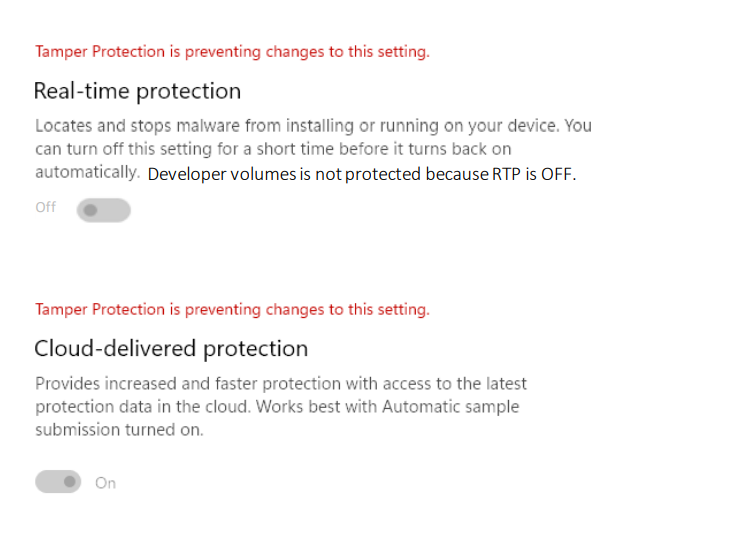 Tamper Protection is preventing changes to this setting.
Real-time protection
Locates and stops malware from installing or running on your device. You
can turn off this setting for a short time before it turns back on
automatically. Developer volumes is not protected because RTP is OFF.
Off
Tamper Protection is preventing changes to this setting.
Cloud-delivered protection
Provides increased and faster protection with access to the latest
protection data in the cloud. Works best with Automatic sample
submission turned on.
On